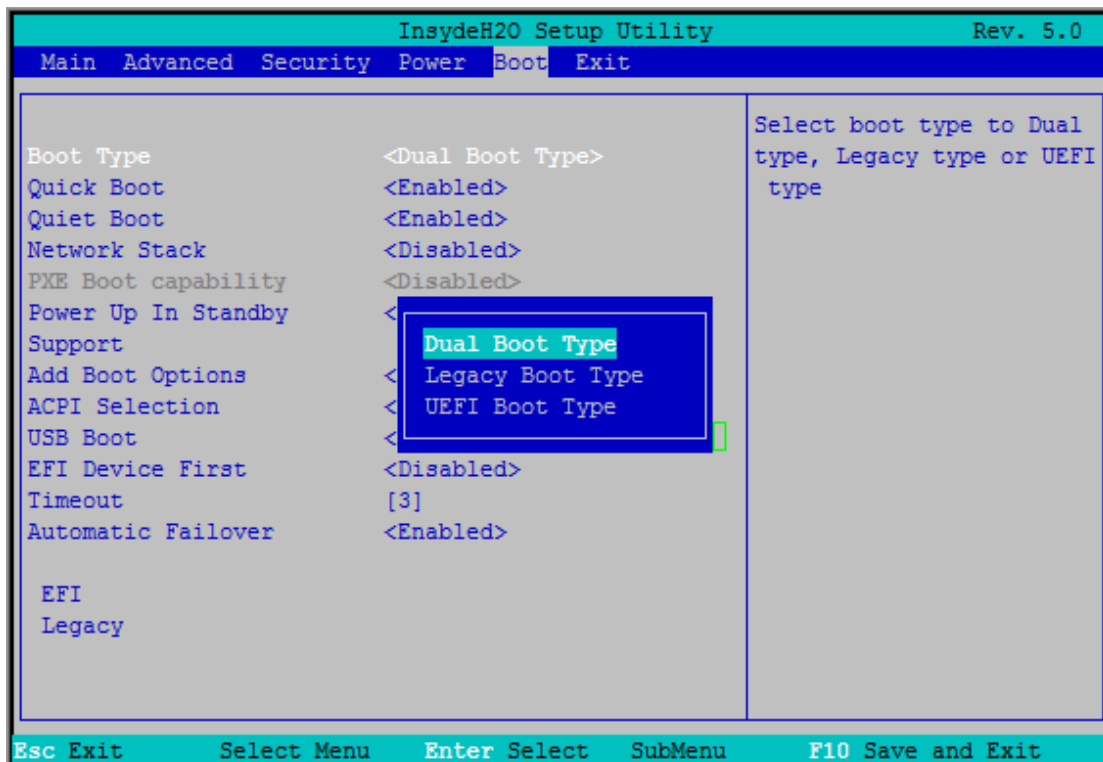 InsydeH2O Setup Utility Rev. 5.0
Main Advanced Security Power Boot Exit
Select boot type to Dual
Boot Type <Dual Boot Type> type, Legacy type or UEFI
Quick Boot <Enabled> type
Quiet Boot <Enabled>
Network Stack <Disabled>
PXE Boot capability <Disabled>
Power Up In Standby <
Support Dual Boot Type
Add Boot Options < Legacy Boot Type
ACPI Selection < UEFI Boot Type
USB Boot <
EFI Device First <Disabled>
Timeout [3]
Automatic Failover <Enabled>
EFI
Legacy
Esc Exit Select Menu Enter Select SubMenu F10 Save and Exit